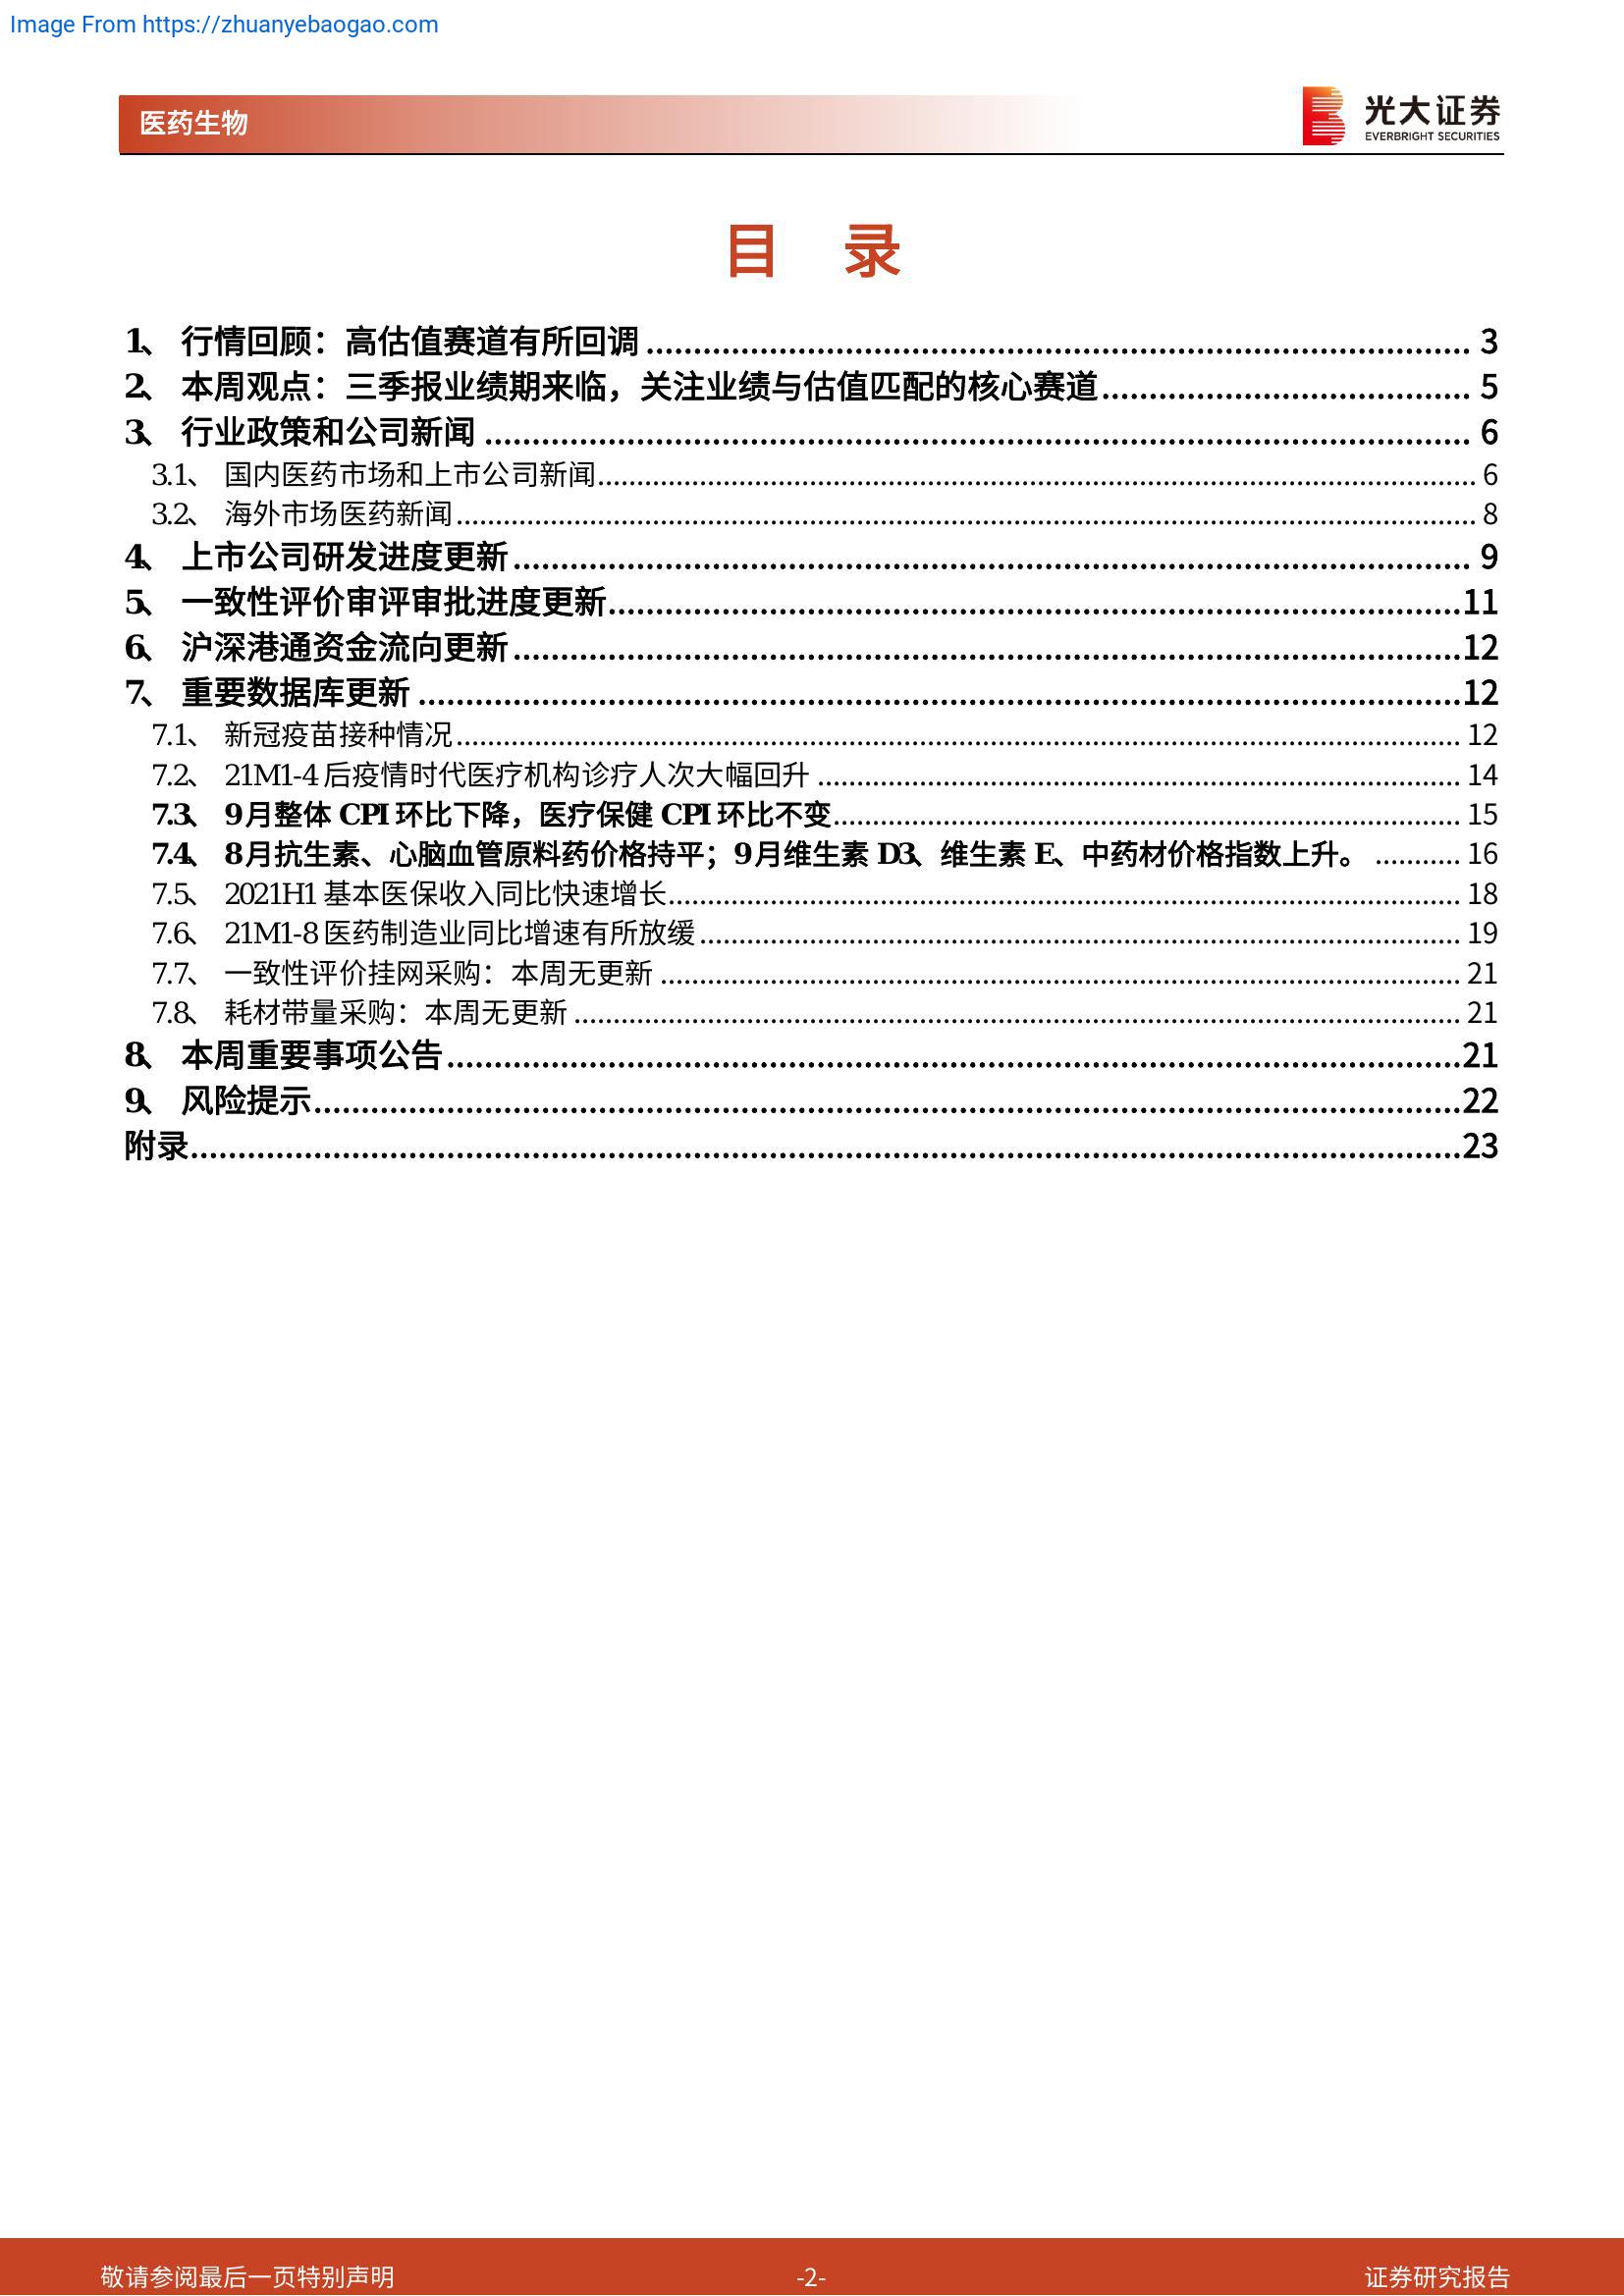 Image From https://zhuanyebaogao.com
医药生物
光大证券
EVERBRIGHT SECURITIES
目 录
1、 行情回顾：高估值赛道有所回调 3
2、 本周观点：三季报业绩期来临，关注业绩与估值匹配的核心赛道 5
3、 行业政策和公司新闻 6
3.1、 国内医药市场和上市公司新闻 6
3.2、 海外市场医药新闻 8
4、 上市公司研发进度更新 9
5、 一致性评价审评审批进度更新 11
6、 沪深港通资金流向更新 12
7、 重要数据库更新 12
7.1、 新冠疫苗接种情况 12
7.2、 21M1-4 后疫情时代医疗机构诊疗人次大幅回升 14
7.3、 9月整体 CPI 环比下降，医疗保健 CPI 环比不变 15
7.4、 8月抗生素、心脑血管原料药价格持平；9月维生素 D3、维生素 E、中药材价格指数上升。 16
7.5、 2021H1 基本医保收入同比快速增长 18
7.6、 21M1-8 医药制造业同比增速有所放缓 19
7.7、 一致性评价挂网采购：本周无更新 21
7.8、 耗材带量采购：本周无更新 21
8、 本周重要事项公告 21
9、 风险提示 22
附录 23
敬请参阅最后一页特别声明 -2- 证券研究报告